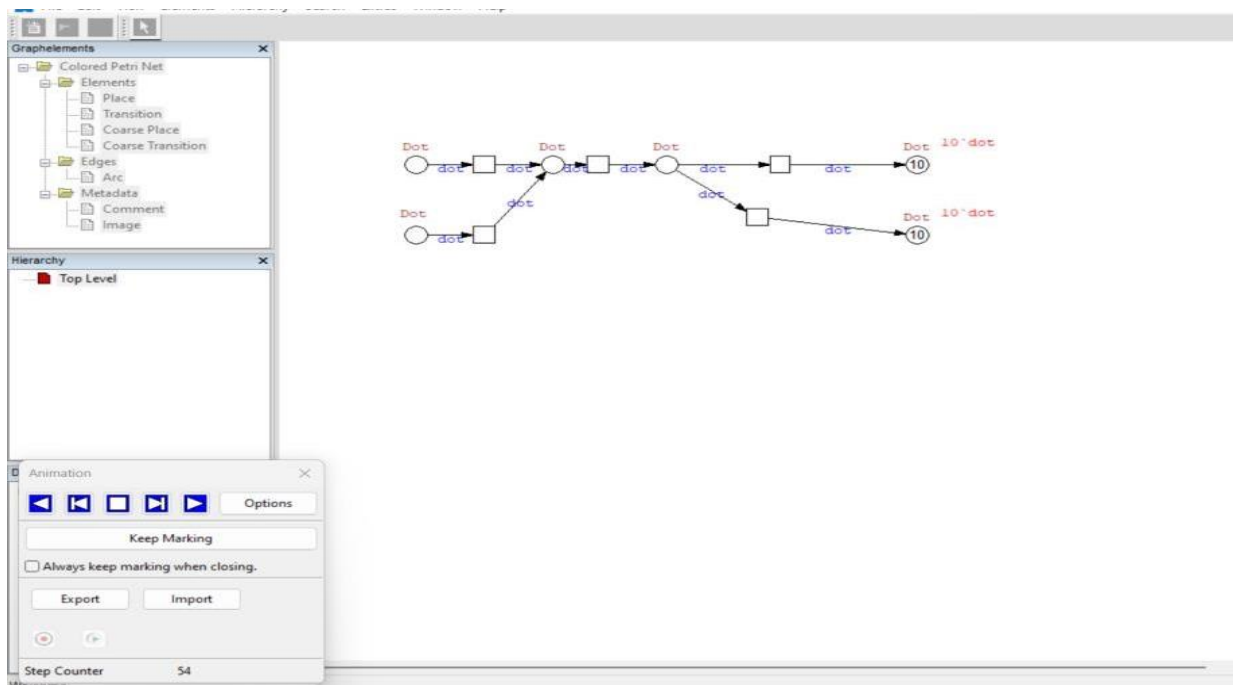 Graphelements
Colored Petri Net
Elements
Place
Transition
Coarse Place
Coarse Transition
Edges
Arc
Metadata
Comment
Image
Hierarchy
Top Level
Dot Dot Dot Dot 10`dot
dot dot dot dot dot dot 10
dot dot
Dot Dot 10`dot
dot dot 10
Animation
Options
Keep Marking
Always keep marking when closing.
Export Import
Step Counter 54